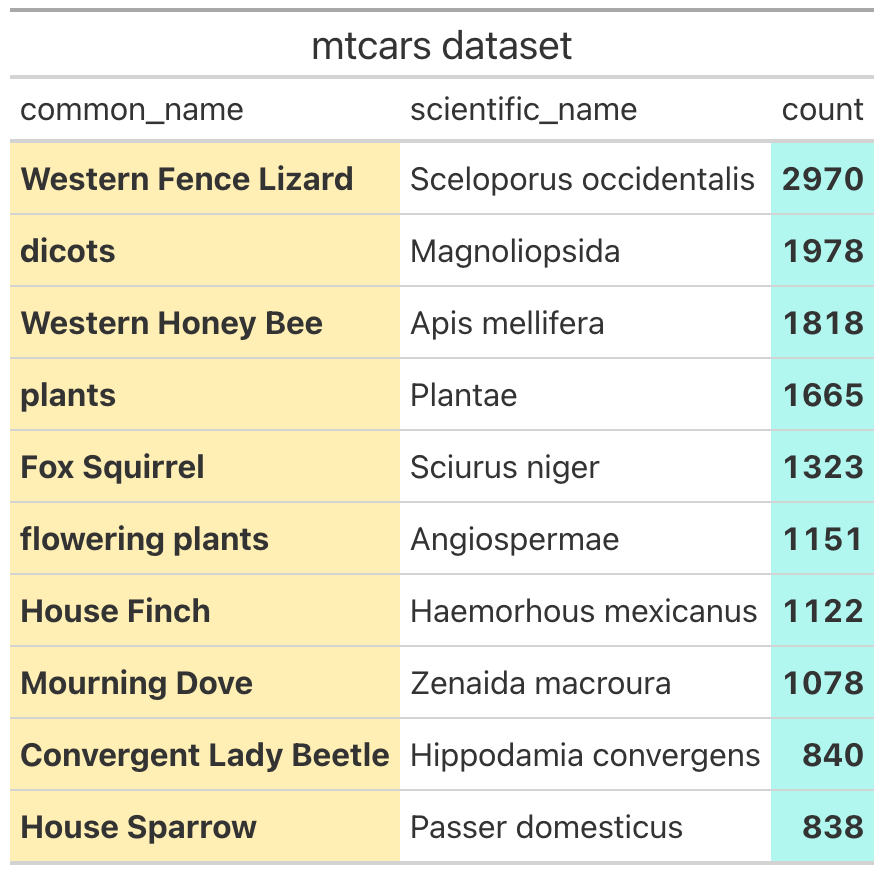 mtcars dataset
common_name scientific_name count
Western Fence Lizard Sceloporus occidentalis 2970
dicots Magnoliopsida 1978
Western Honey Bee Apis mellifera 1818
plants Plantae 1665
Fox Squirrel Sciurus niger 1323
flowering plants Angiospermae 1151
House Finch Haemorhous mexicanus 1122
Mourning Dove Zenaida macroura 1078
Convergent Lady Beetle Hippodamia convergens 840
House Sparrow Passer domesticus 838